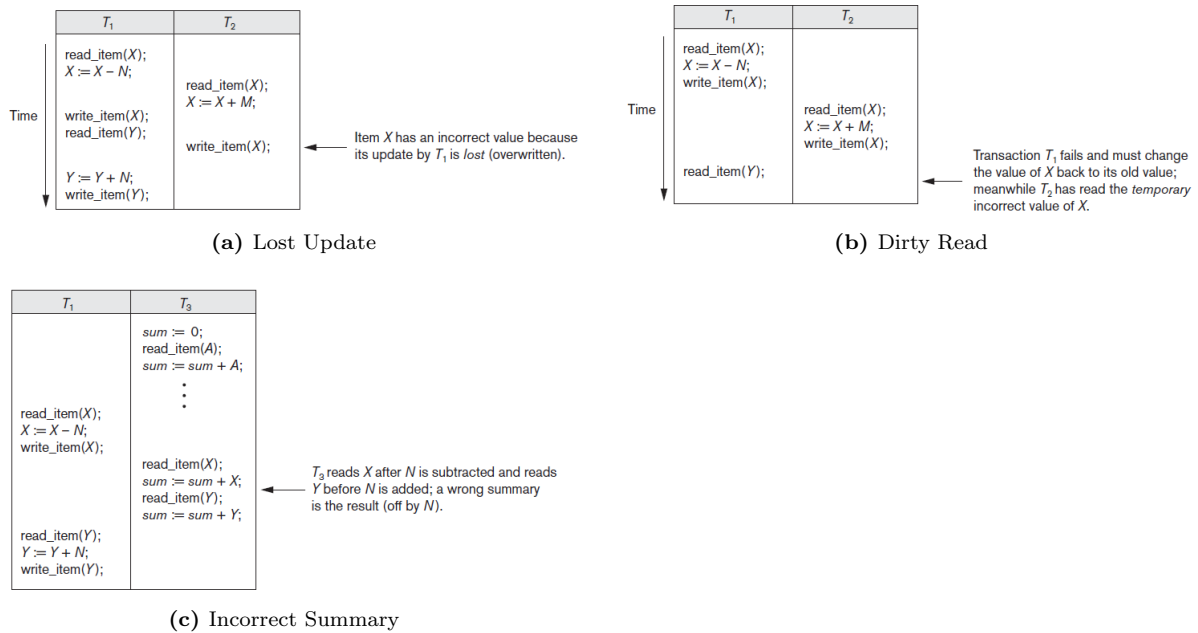 T₁ T₂
Time
read_item(X);
X := X – N;
read_item(X);
X := X + M;
write_item(X);
read_item(Y);
write_item(X);
Y := Y + N;
write_item(Y);
Item X has an incorrect value because
its update by T₁ is lost (overwritten).
(a) Lost Update
T₁ T₂
Time
read_item(X);
X := X – N;
write_item(X);
read_item(X);
X := X + M;
write_item(X);
read_item(Y);
Transaction T₁ fails and must change
the value of X back to its old value;
meanwhile T₂ has read the temporary
incorrect value of X.
(b) Dirty Read
T₁ T₃
sum := 0;
read_item(A);
sum := sum + A;
read_item(X);
X := X – N;
write_item(X);
read_item(X);
sum := sum + X;
read_item(Y);
sum := sum + Y;
read_item(Y);
Y := Y + N;
write_item(Y);
T₃ reads X after N is subtracted and reads
Y before N is added; a wrong summary
is the result (off by N).
(c) Incorrect Summary